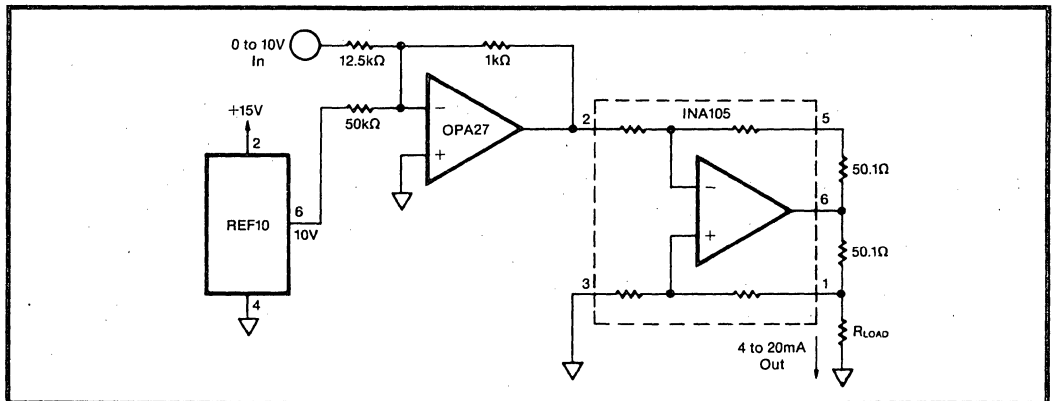 0 to 10V
In
12.5kΩ
1kΩ
50kΩ
OPA27
+15V
2
REF10
6
10V
4
INA105
2
5
50.1Ω
6
50.1Ω
3
1
RLOAD
4 to 20mA
Out